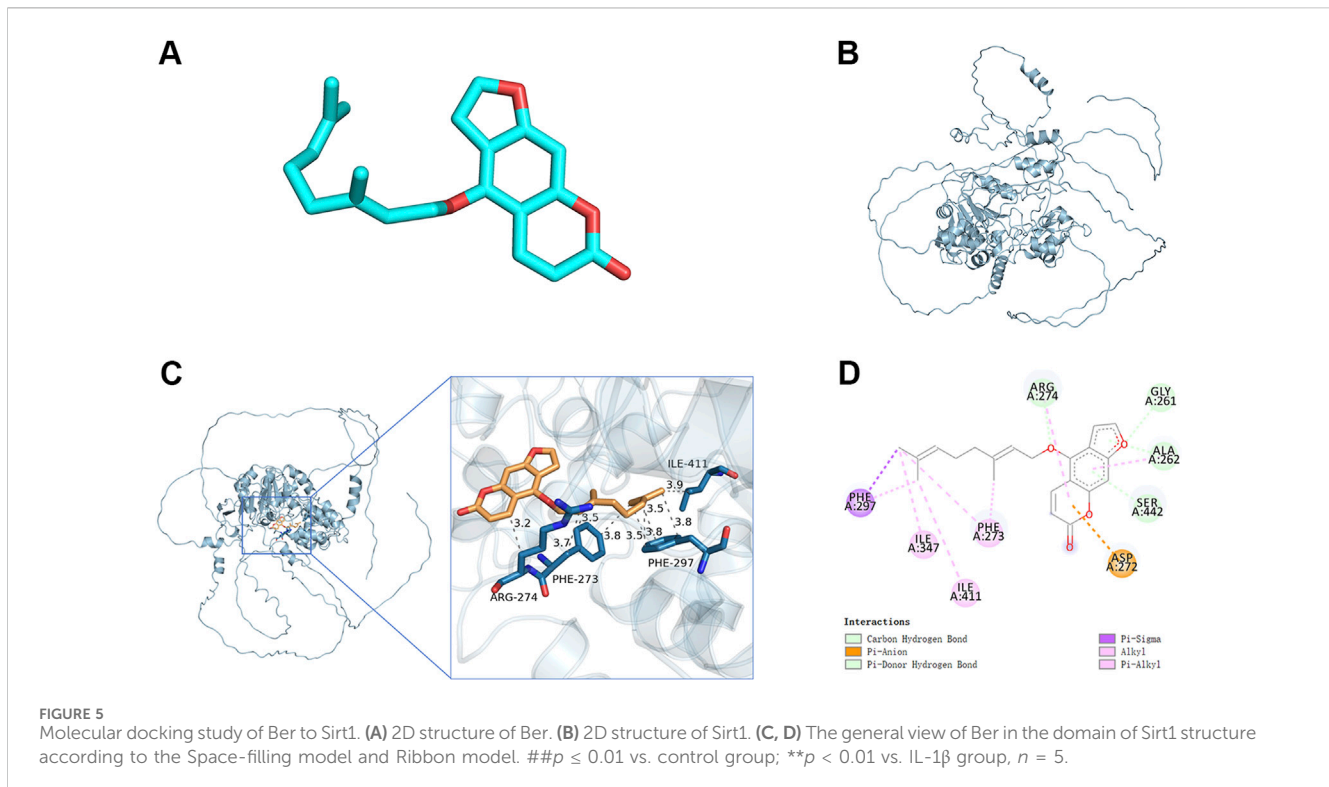 A
B
C
ILE-411
3.9
3.5
3.5
3.2
3.8
3.7
3.8
3.5
3.8
PHE-273
PHE-297
ARG-274
D
ARG
A:274
GLY
A:261
O
O
ALA
A:262
SER
A:442
PHE
A:297
PHE
A:273
O
ILE
A:347
O
ASP
A:272
ILE
A:411
Interactions
Carbon Hydrogen Bond
Pi-Anion
Pi-Donor Hydrogen Bond
Pi-Sigma
Alkyl
Pi-Alkyl
FIGURE 5
Molecular docking study of Ber to Sirt1. (A) 2D structure of Ber. (B) 2D structure of Sirt1. (C, D) The general view of Ber in the domain of Sirt1 structure
according to the Space-filling model and Ribbon model. ##p ≤ 0.01 vs. control group; **p < 0.01 vs. IL-1β group, n = 5.